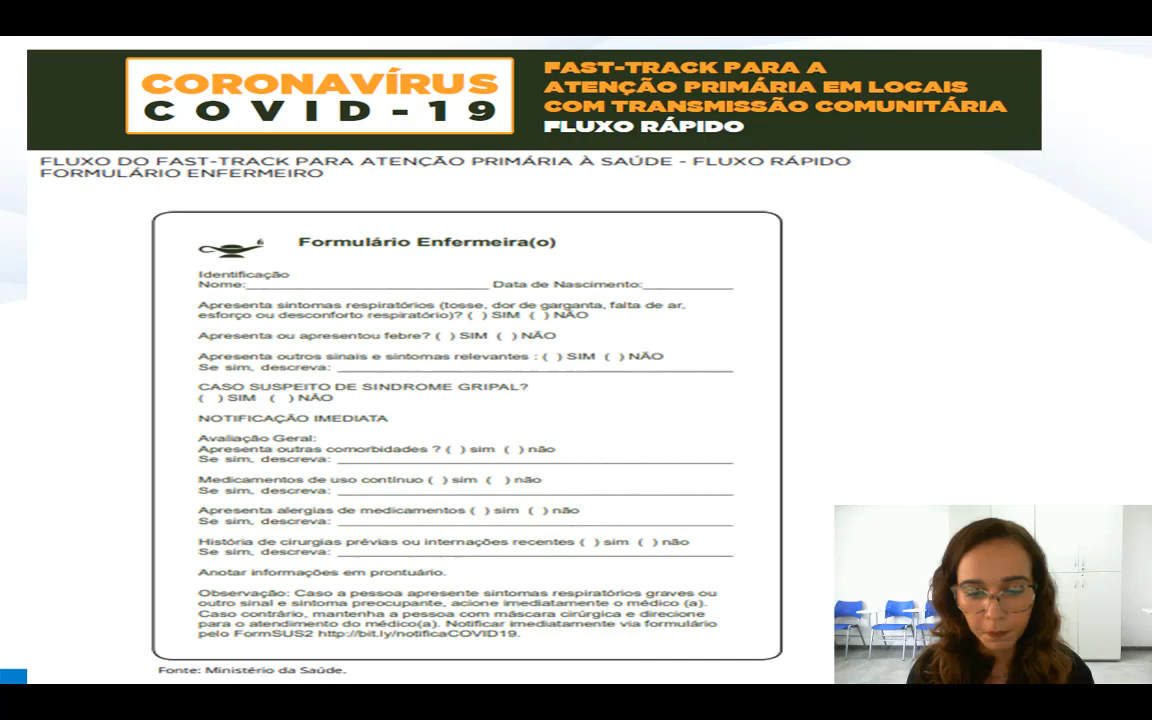 CORONAVÍRUS
COVID-19
FAST-TRACK PARA A
ATENÇÃO PRIMÁRIA EM LOCAIS
COM TRANSMISSÃO COMUNITÁRIA
FLUXO RÁPIDO
FLUXO DO FAST-TRACK PARA ATENÇÃO PRIMÁRIA À SAÚDE - FLUXO RÁPIDO
FORMULÁRIO ENFERMEIRO
Formulário Enfermeira(o)
Identificação
Nome:____________________ Data de Nascimento:__________
Apresenta sintomas respiratórios (tosse, dor de garganta, falta de ar,
esforço ou desconforto respiratório)? ( ) SIM ( ) NÃO
Apresenta ou apresentou febre? ( ) SIM ( ) NÃO
Apresenta outros sinais e sintomas relevantes : ( ) SIM ( ) NÃO
Se sim, descreva: ____________________
CASO SUSPEITO DE SINDROME GRIPAL?
( ) SIM ( ) NÃO
NOTIFICAÇÃO IMEDIATA
Avaliação Geral:
Apresenta outras comorbidades ? ( ) sim ( ) não
Se sim, descreva: ____________________
Medicamentos de uso contínuo ( ) sim ( ) não
Se sim, descreva: ____________________
Apresenta alergias de medicamentos ( ) sim ( ) não
Se sim, descreva: ____________________
História de cirurgias prévias ou internações recentes ( ) sim ( ) não
Se sim, descreva: ____________________
Anotar informações em prontuário.
Observação: Caso a pessoa apresente sintomas respiratórios graves ou
outro sinal e sintoma preocupante, acione imediatamente o médico (a).
Caso contrário, mantenha a pessoa com máscara cirúrgica e direcione
para o atendimento do médico(a). Notificar imediatamente via formulário
pelo FormSUS2 http://bit.ly/notificaCOVID19.
Fonte: Ministério da Saúde.